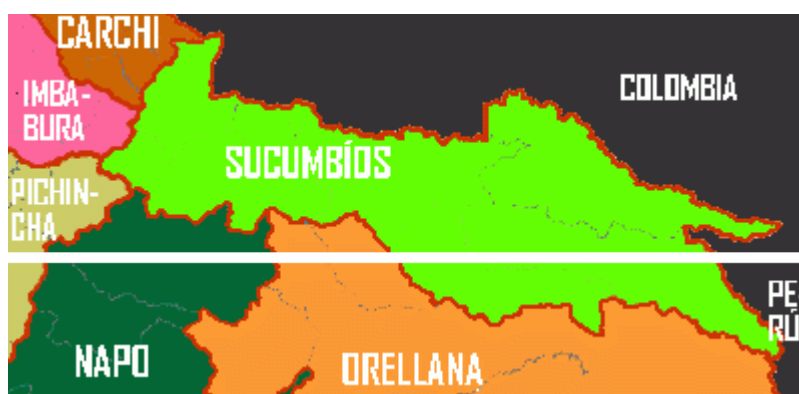 CARCHI
IMBA-
BURA
COLOMBIA
SUCUMBÍOS
PICHIN-
CHA
PE
RÚ
NAPO
ORELLANA